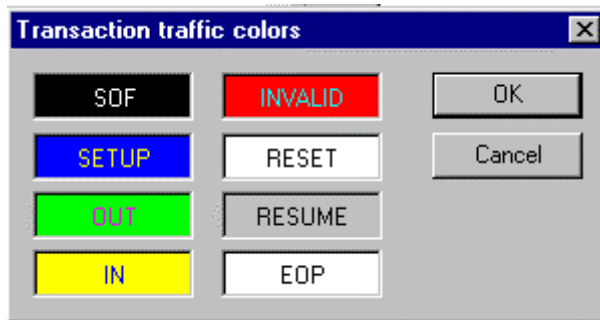 Transaction traffic colors
SOF INVALID OK
SETUP RESET Cancel
OUT RESUME
IN EOP